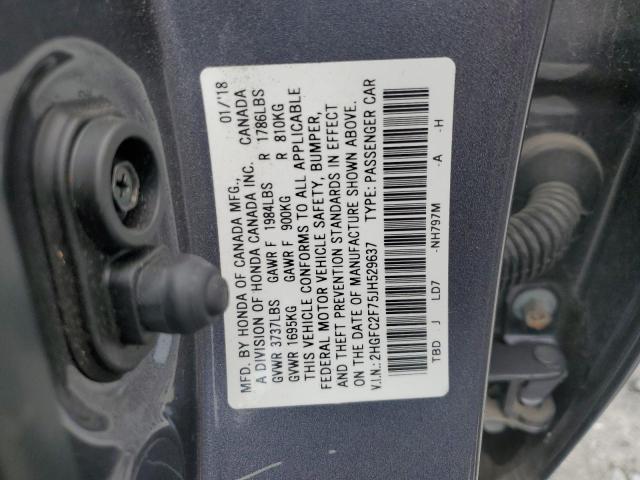 MFD. BY HONDA OF CANADA MFG., 01/'18
A DIVISION OF HONDA CANADA INC. CANADA
GVWR 3737LBS GAWR F 1984LBS R 1786LBS
GVWR 1695KG GAWR F 900KG R 810KG
THIS VEHICLE CONFORMS TO ALL APPLICABLE
FEDERAL MOTOR VEHICLE SAFETY, BUMPER,
AND THEFT PREVENTION STANDARDS IN EFFECT
ON THE DATE OF MANUFACTURE SHOWN ABOVE.
V.I.N.: 2HGFC2F75JH529637 TYPE: PASSENGER CAR
TBD J LD7 -NH797M -A -H